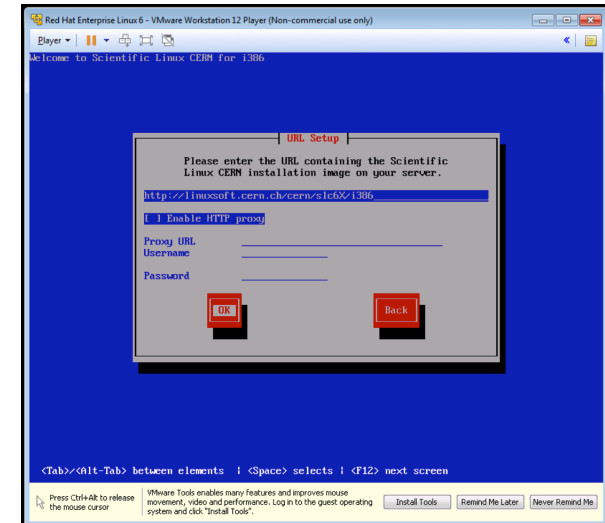 Red Hat Enterprise Linux 6 - VMware Workstation 12 Player (Non-commercial use only)
Player
Welcome to Scientific Linux CERN for i386
URL Setup
Please enter the URL containing the Scientific
Linux CERN installation image on your server.
http://linuxsoft.cern.ch/cern/slc6X/i386
[ ] Enable HTTP proxy
Proxy URL
Username
Password
OK Back
<Tab>/<Alt-Tab> between elements | <Space> selects | <F12> next screen
Press Ctrl+Alt to release
the mouse cursor
VMware Tools enables many features and improves mouse
movement, video and performance. Log in to the guest operating
system and click "Install Tools".
Install Tools Remind Me Later Never Remind Me